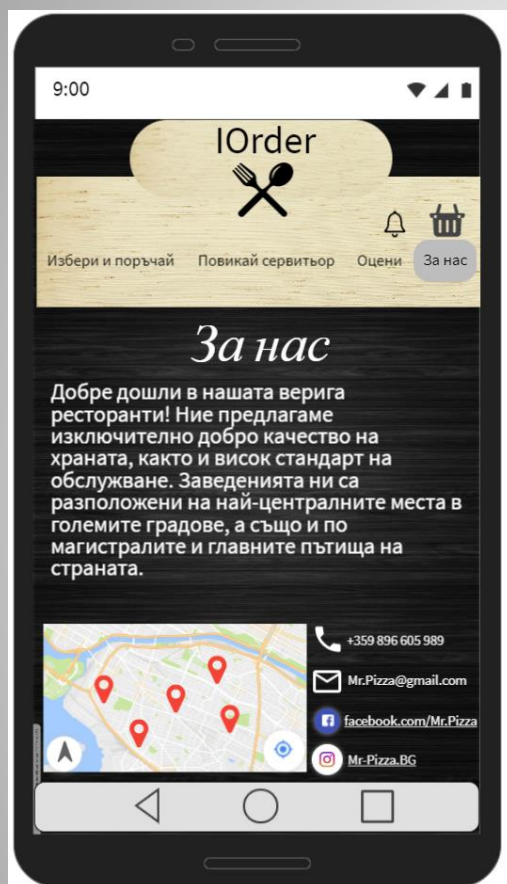 9:00
IOrder
Избери и поръчай Повикай сервитьор Оцени За нас
За нас
Добре дошли в нашата верига
ресторанти! Ние предлагаме
изключително добро качество на
храната, както и висок стандарт на
обслужване. Заведенията ни са
разположени на най-централните места в
големите градове, а също и по
магистралите и главните пътища на
страната.
+359 896 605 989
Mr.Pizza@gmail.com
facebook.com/Mr.Pizza
Mr-Pizza.BG